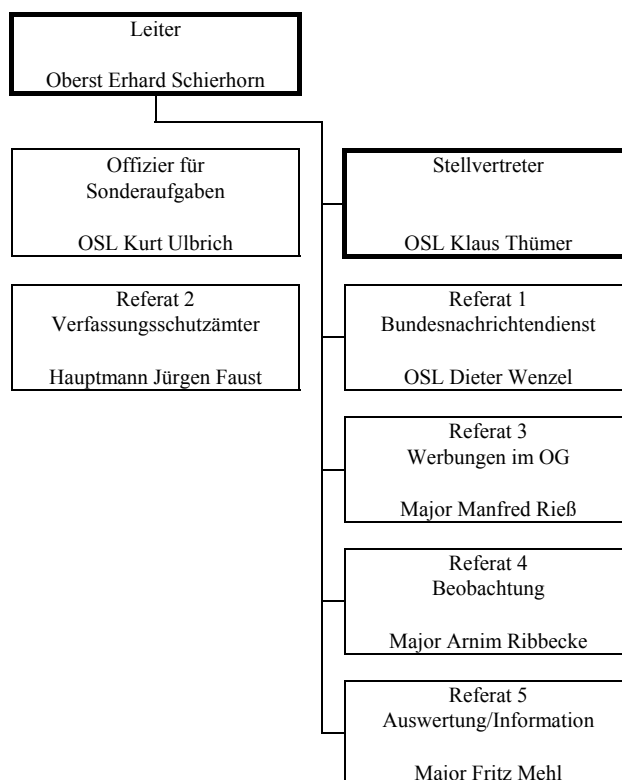 Leiter
Oberst Erhard Schierhorn
Offizier für
Sonderaufgaben
OSL Kurt Ulbrich
Stellvertreter
OSL Klaus Thümer
Referat 2
Verfassungsschutzämter
Hauptmann Jürgen Faust
Referat 1
Bundesnachrichtendienst
OSL Dieter Wenzel
Referat 3
Werbungen im OG
Major Manfred Rieß
Referat 4
Beobachtung
Major Arnim Ribbecke
Referat 5
Auswertung/Information
Major Fritz Mehl